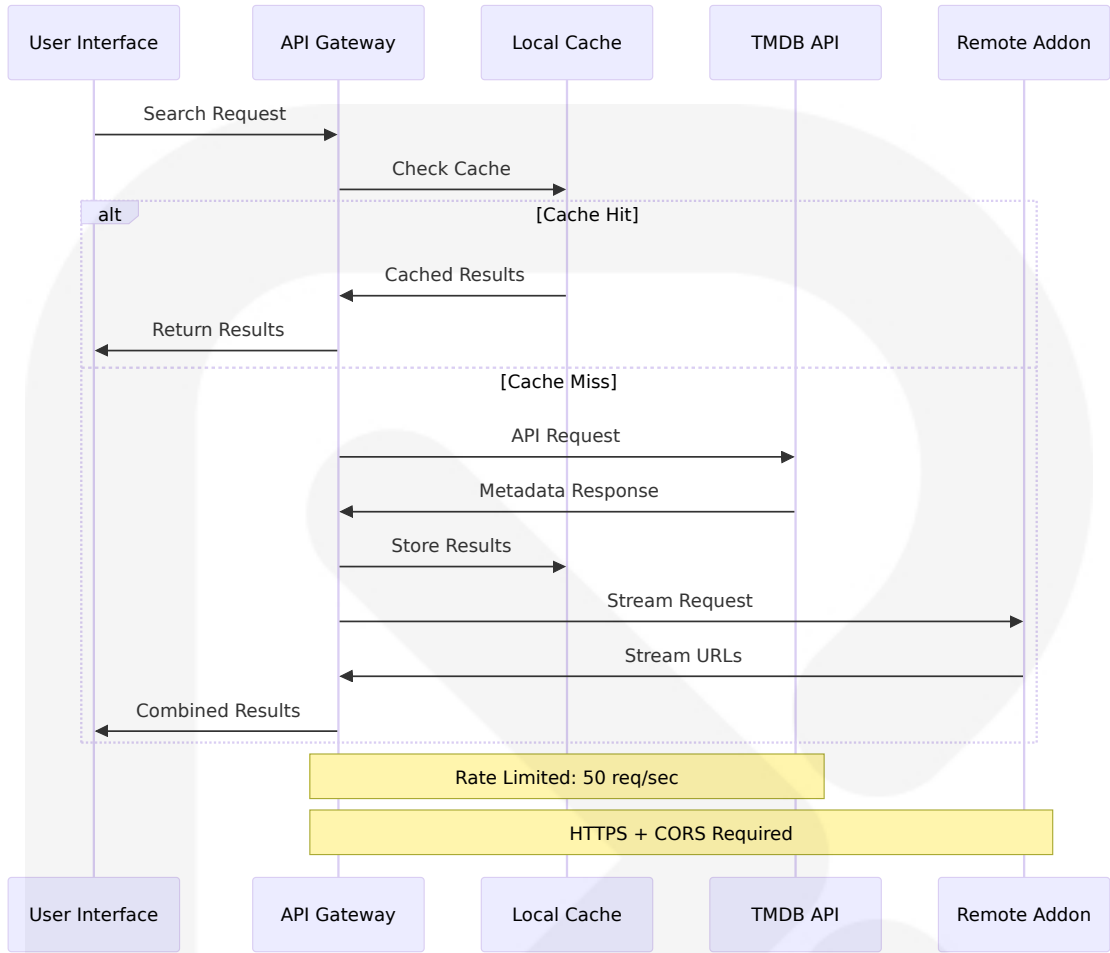 User Interface
API Gateway
Local Cache
TMDB API
Remote Addon
Search Request
Check Cache
alt
[Cache Hit]
Cached Results
Return Results
[Cache Miss]
API Request
Metadata Response
Store Results
Stream Request
Stream URLs
Combined Results
Rate Limited: 50 req/sec
HTTPS + CORS Required
User Interface
API Gateway
Local Cache
TMDB API
Remote Addon